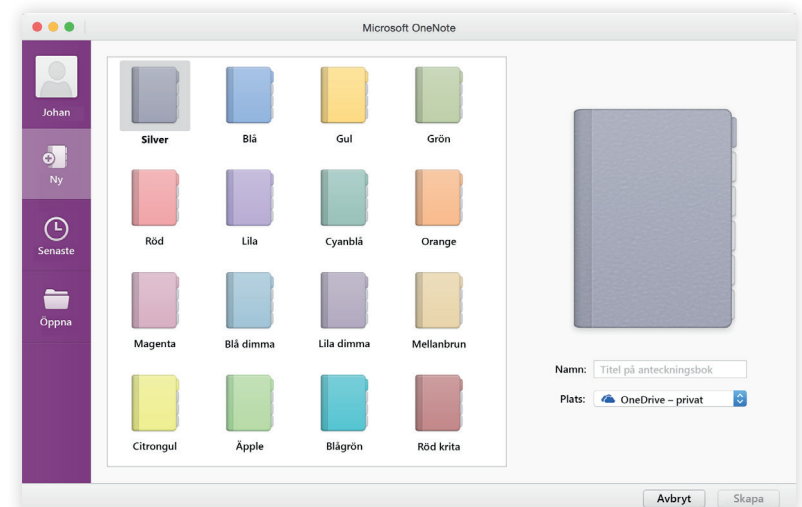 Microsoft OneNote
Johan
Ny
Senaste
Öppna
Silver Blå Gul Grön
Röd Lila Cyanblå Orange
Magenta Blå dimma Lila dimma Mellanbrun
Citrongul Äpple Blågrön Röd krita
Namn: Titel på anteckningsbok
Plats: OneDrive – privat
Avbryt Skapa